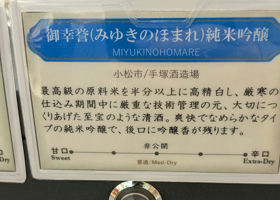 御幸誉(みゆきのほまれ)純米吟醸
MIYUKINOHOMARE
小松市/手塚酒造場
最高級の原料米を半分以上に高精白し、厳寒の
仕込み期間中に厳重な技術管理の元、大切につ
くりあげた至宝のような清酒。爽快でなめらかなタイ
プの純米吟醸で、後口に吟醸香が残ります。
甘口 非公開 辛口
Sweet 普通/Med-Dry Extra-Dry
Dry